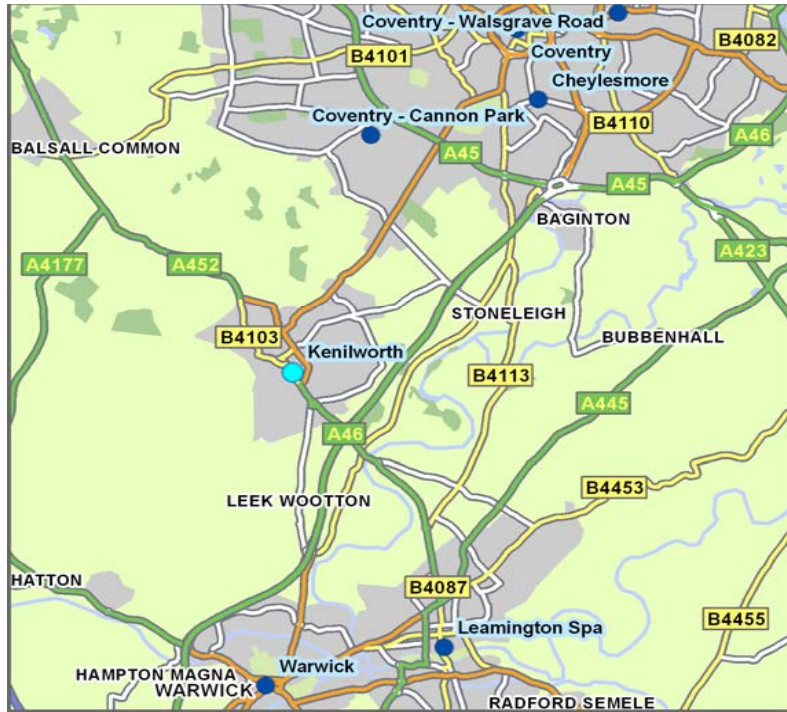 Coventry - Walsgrave Road
B4082
B4101
Coventry
Cheylesmore
Coventry - Cannon Park
B4110
A46
BALSALL COMMON
A45
A45
BAGINTON
A423
A4177
A452
STONELEIGH
B4103
BUBBENHALL
Kenilworth
B4113
A445
A46
B4453
LEEK WOOTTON
HATTON
B4087
B4455
Leamington Spa
HAMPTON MAGNA
Warwick
WARWICK
RADFORD SEMELE